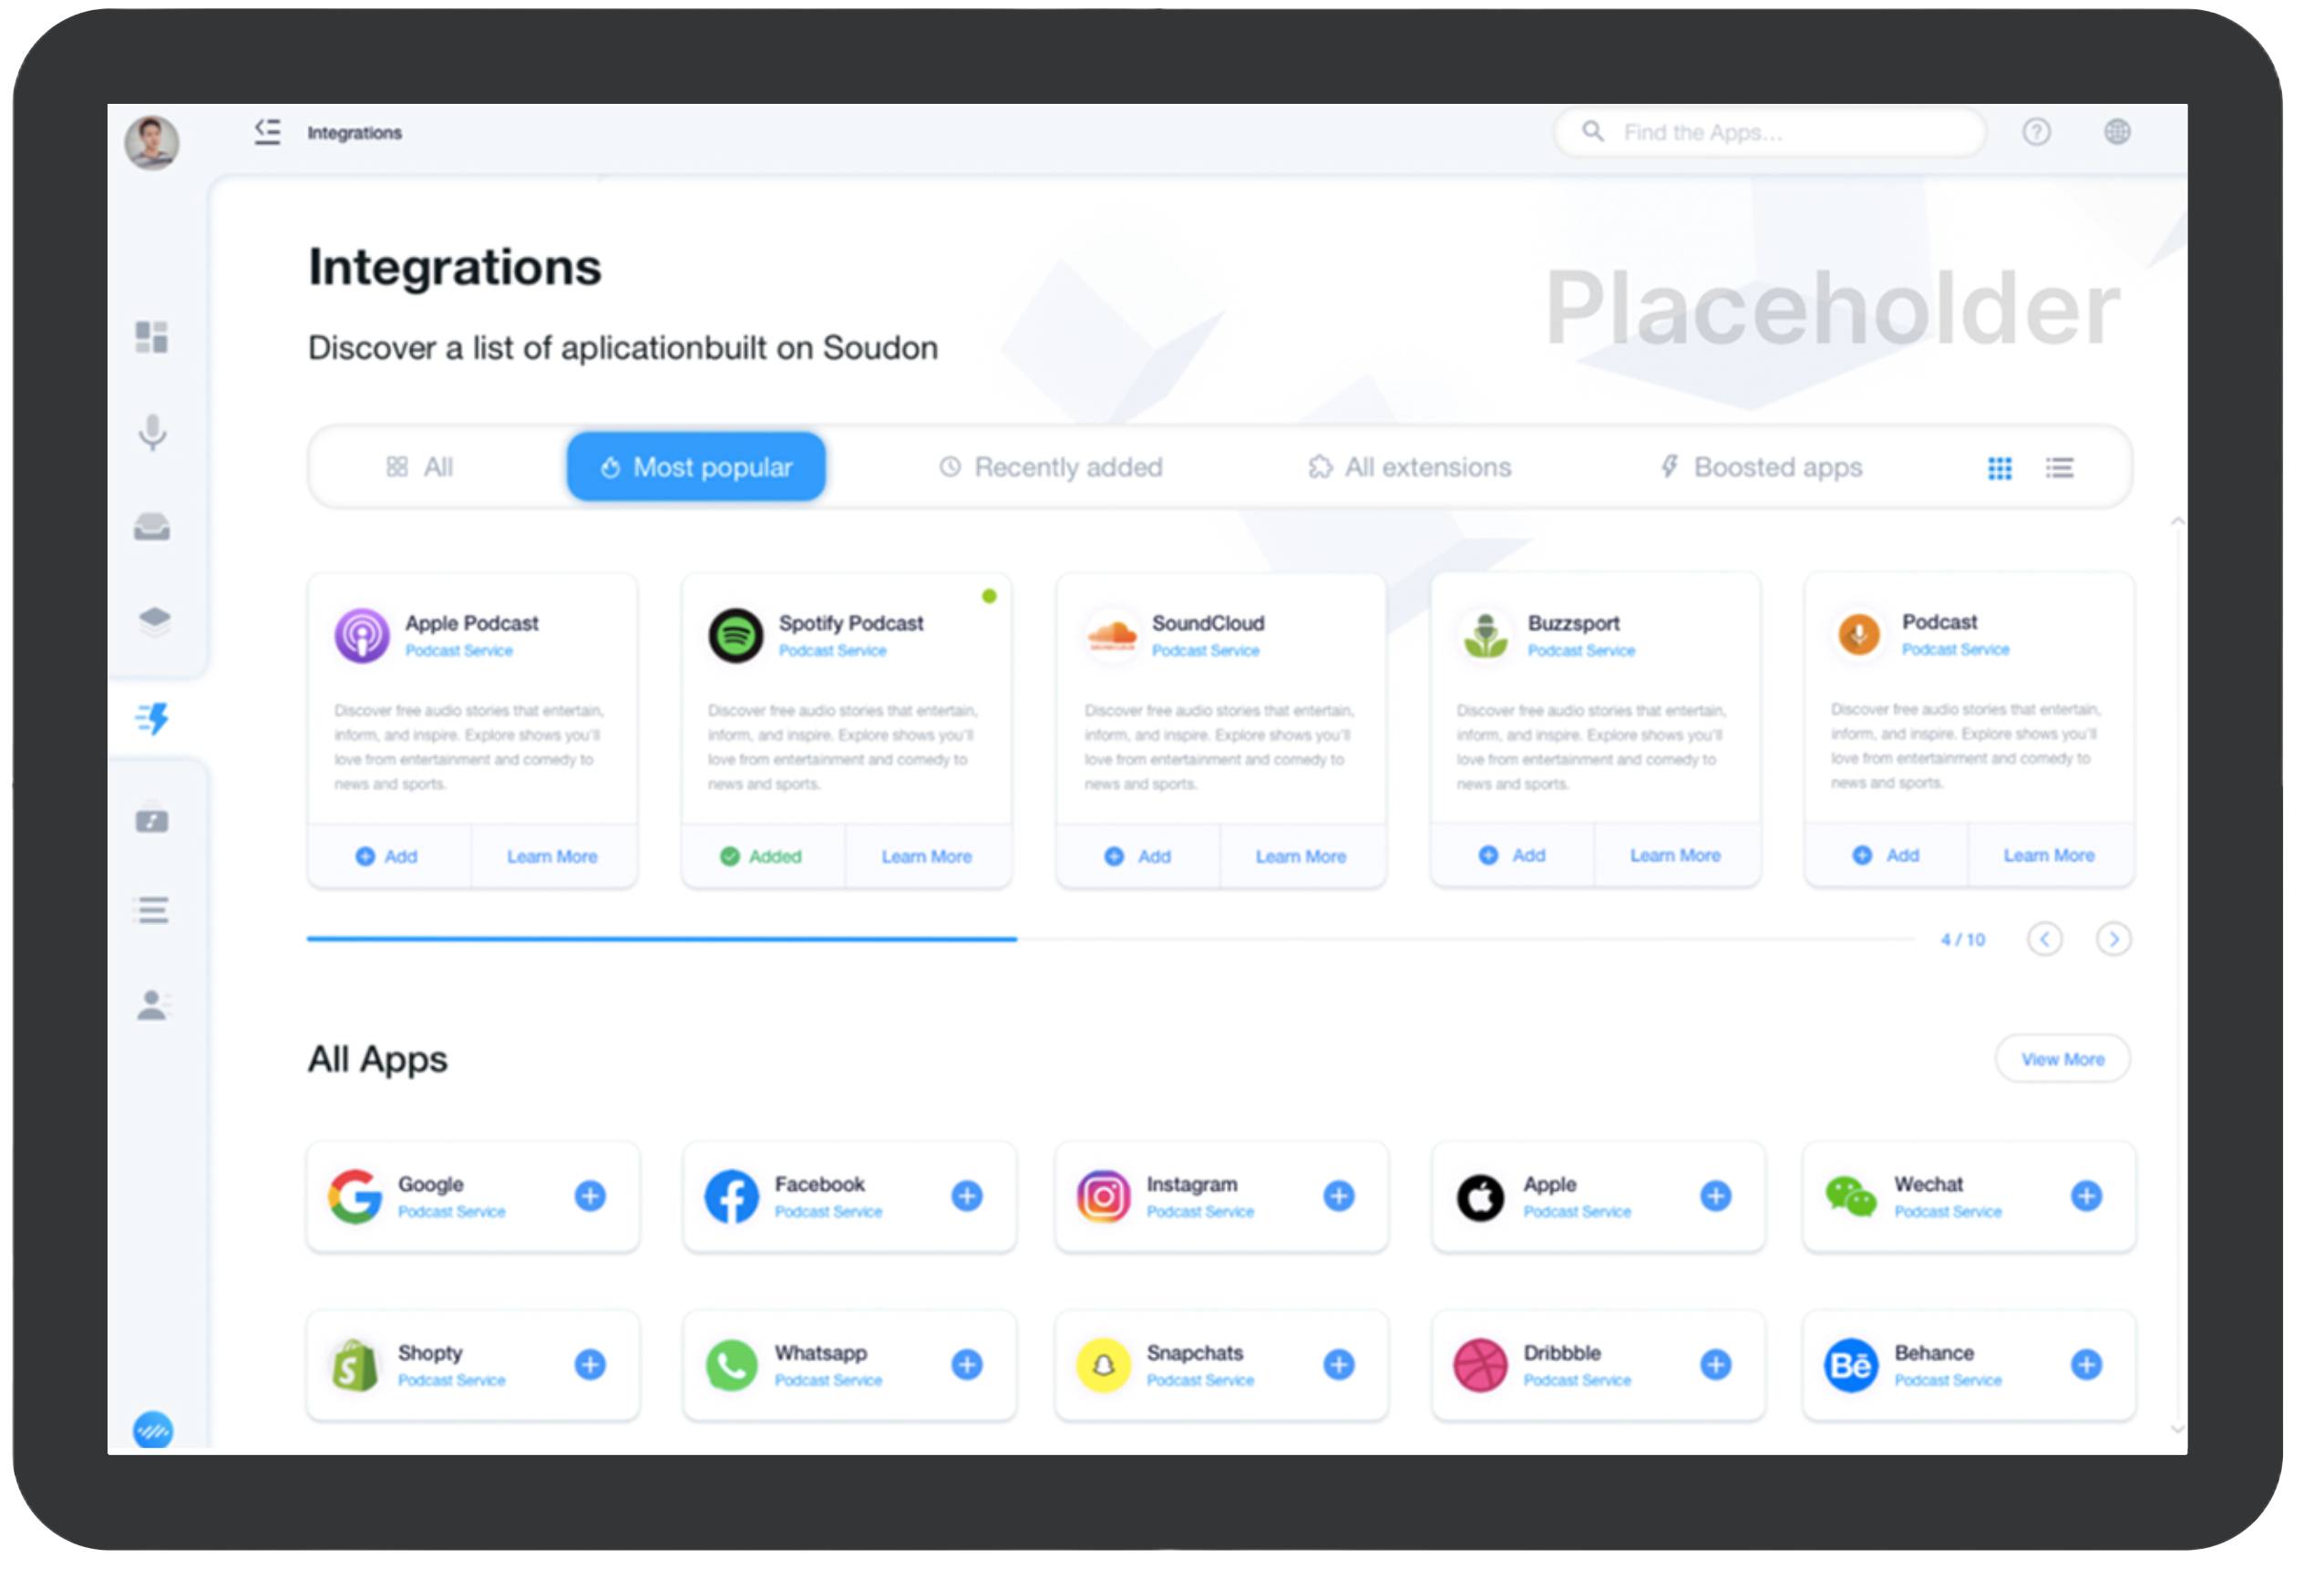 Integrations
Find the Apps...
Integrations
Placeholder
Discover a list of aplicationbuilt on Soudon
All
Most popular
Recently added
All extensions
Boosted apps
Apple Podcast
Podcast Service
Discover free audio stories that entertain,
inform, and inspire. Explore shows you'll
love from entertainment and comedy to
news and sports.
Add
Learn More
Spotify Podcast
Podcast Service
Discover free audio stories that entertain,
inform, and inspire. Explore shows you'll
love from entertainment and comedy to
news and sports.
Added
Learn More
SoundCloud
Podcast Service
Discover free audio stories that entertain,
inform, and inspire. Explore shows you'll
love from entertainment and comedy to
news and sports.
Add
Learn More
Buzzsport
Podcast Service
Discover free audio stories that entertain,
inform, and inspire. Explore shows you'll
love from entertainment and comedy to
news and sports.
Add
Learn More
Podcast
Podcast Service
Discover free audio stories that entertain,
inform, and inspire. Explore shows you'll
love from entertainment and comedy to
news and sports.
Add
Learn More
4 / 10
All Apps
View More
Google
Podcast Service
Facebook
Podcast Service
Instagram
Podcast Service
Apple
Podcast Service
Wechat
Podcast Service
Shopty
Podcast Service
Whatsapp
Podcast Service
Snapchats
Podcast Service
Dribbble
Podcast Service
Bē
Behance
Podcast Service